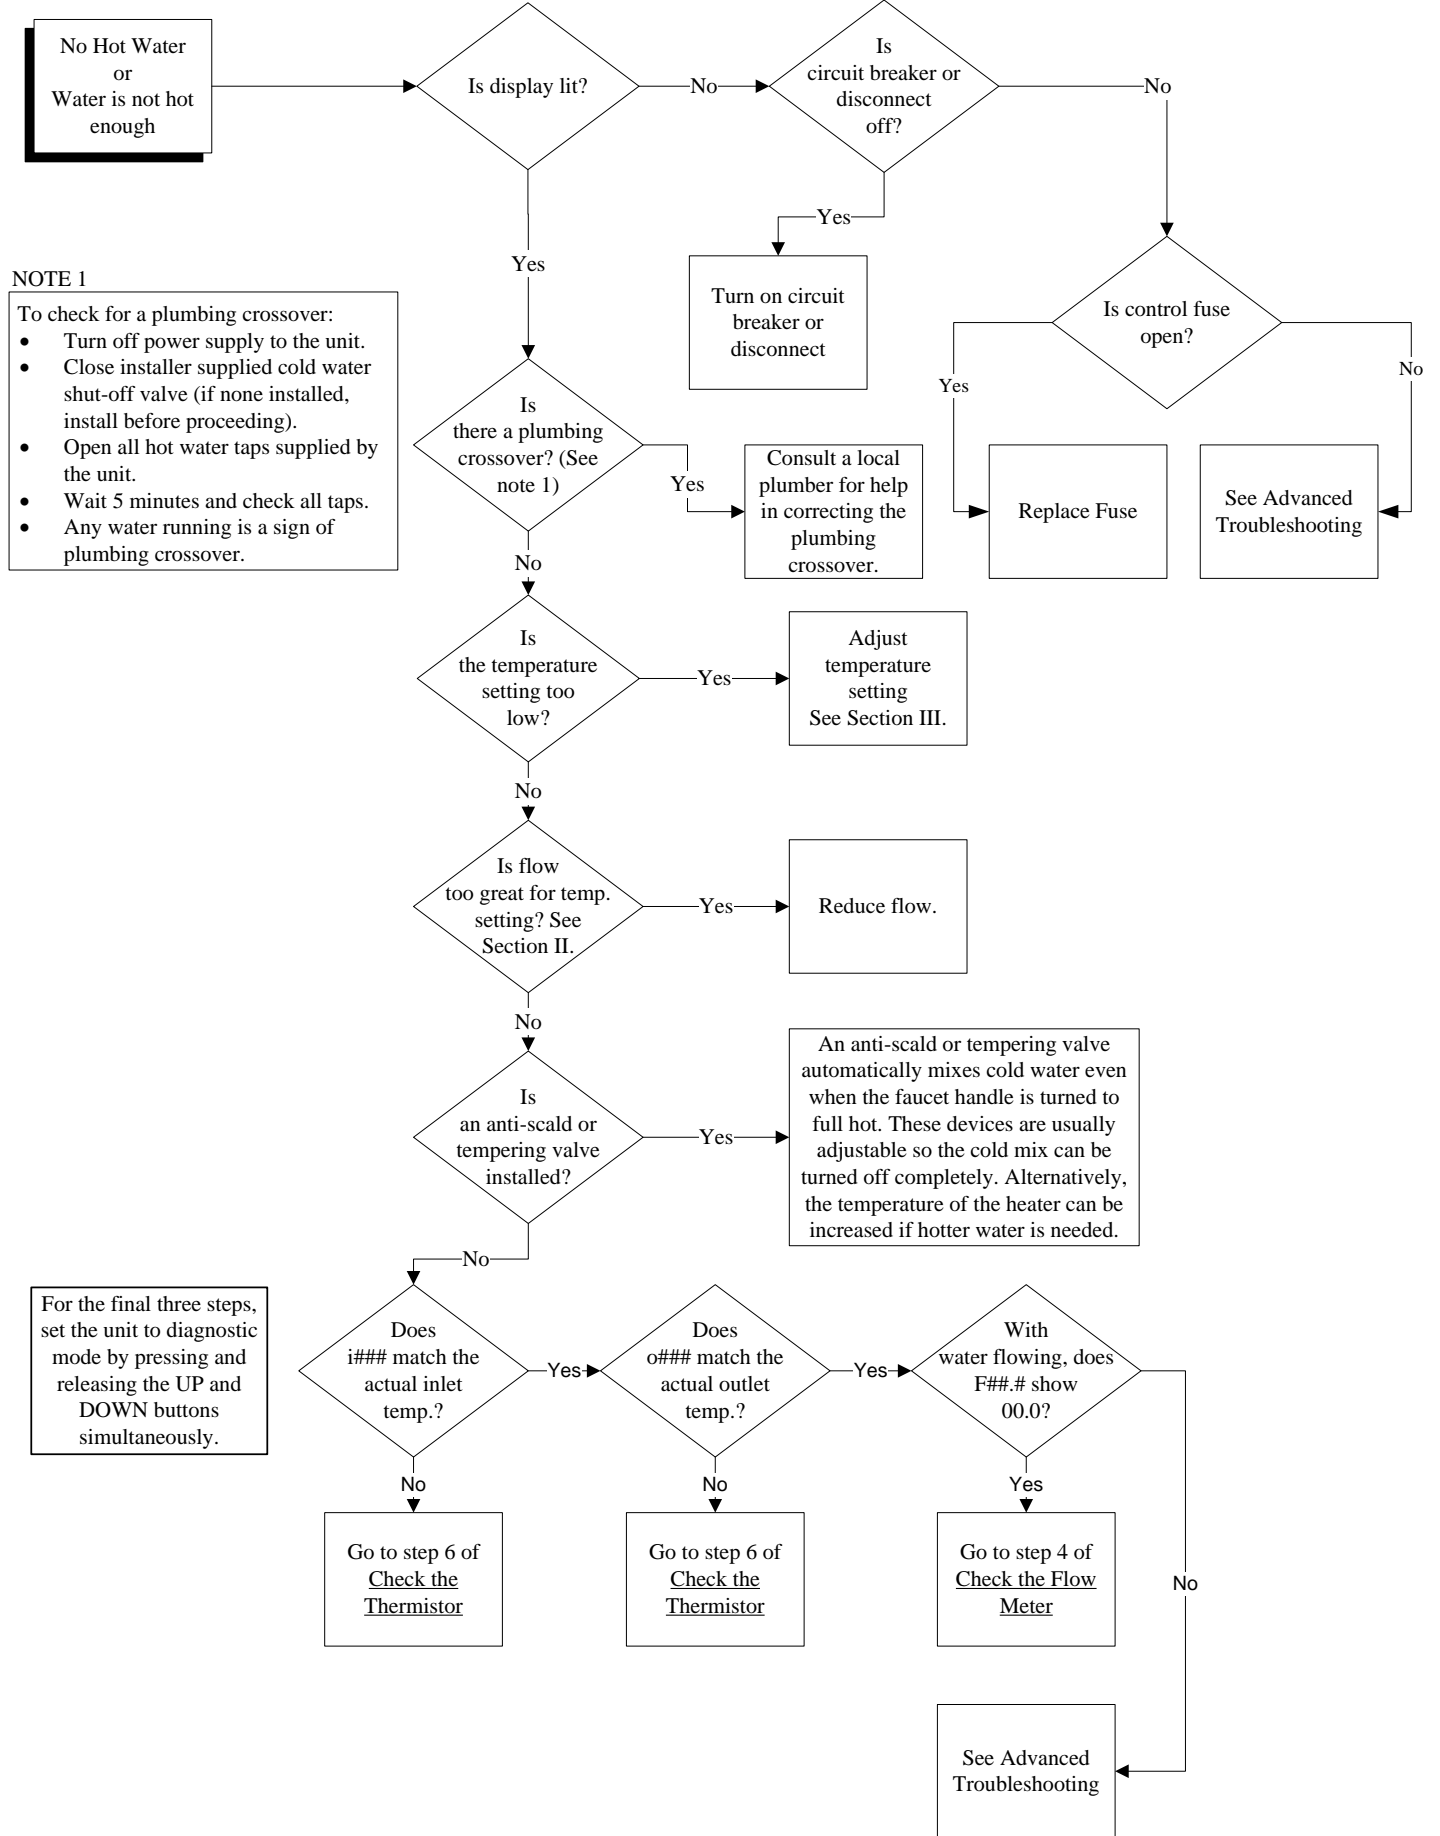 No Hot Water
or
Water is not hot
enough
Is display lit?
No
Is
circuit breaker or
disconnect
off?
No
Yes
Yes
Turn on circuit
breaker or
disconnect
Is control fuse
open?
Yes
No
Replace Fuse
See Advanced
Troubleshooting
NOTE 1
To check for a plumbing crossover:
• Turn off power supply to the unit.
• Close installer supplied cold water
shut-off valve (if none installed,
install before proceeding).
• Open all hot water taps supplied by
the unit.
• Wait 5 minutes and check all taps.
• Any water running is a sign of
plumbing crossover.
Is
there a plumbing
crossover? (See
note 1)
Yes
Consult a local
plumber for help
in correcting the
plumbing
crossover.
No
Is
the temperature
setting too
low?
Yes
Adjust
temperature
setting
See Section III.
No
Is flow
too great for temp.
setting? See
Section II.
Yes
Reduce flow.
No
Is
an anti-scald or
tempering valve
installed?
Yes
An anti-scald or tempering valve
automatically mixes cold water even
when the faucet handle is turned to
full hot. These devices are usually
adjustable so the cold mix can be
turned off completely. Alternatively,
the temperature of the heater can be
increased if hotter water is needed.
No
For the final three steps,
set the unit to diagnostic
mode by pressing and
releasing the UP and
DOWN buttons
simultaneously.
Does
i### match the
actual inlet
temp.?
Yes
Does
o### match the
actual outlet
temp.?
Yes
With
water flowing, does
F##.# show
00.0?
No
No
Yes
Go to step 6 of
Check the
Thermistor
Go to step 6 of
Check the
Thermistor
Go to step 4 of
Check the Flow
Meter
No
See Advanced
Troubleshooting